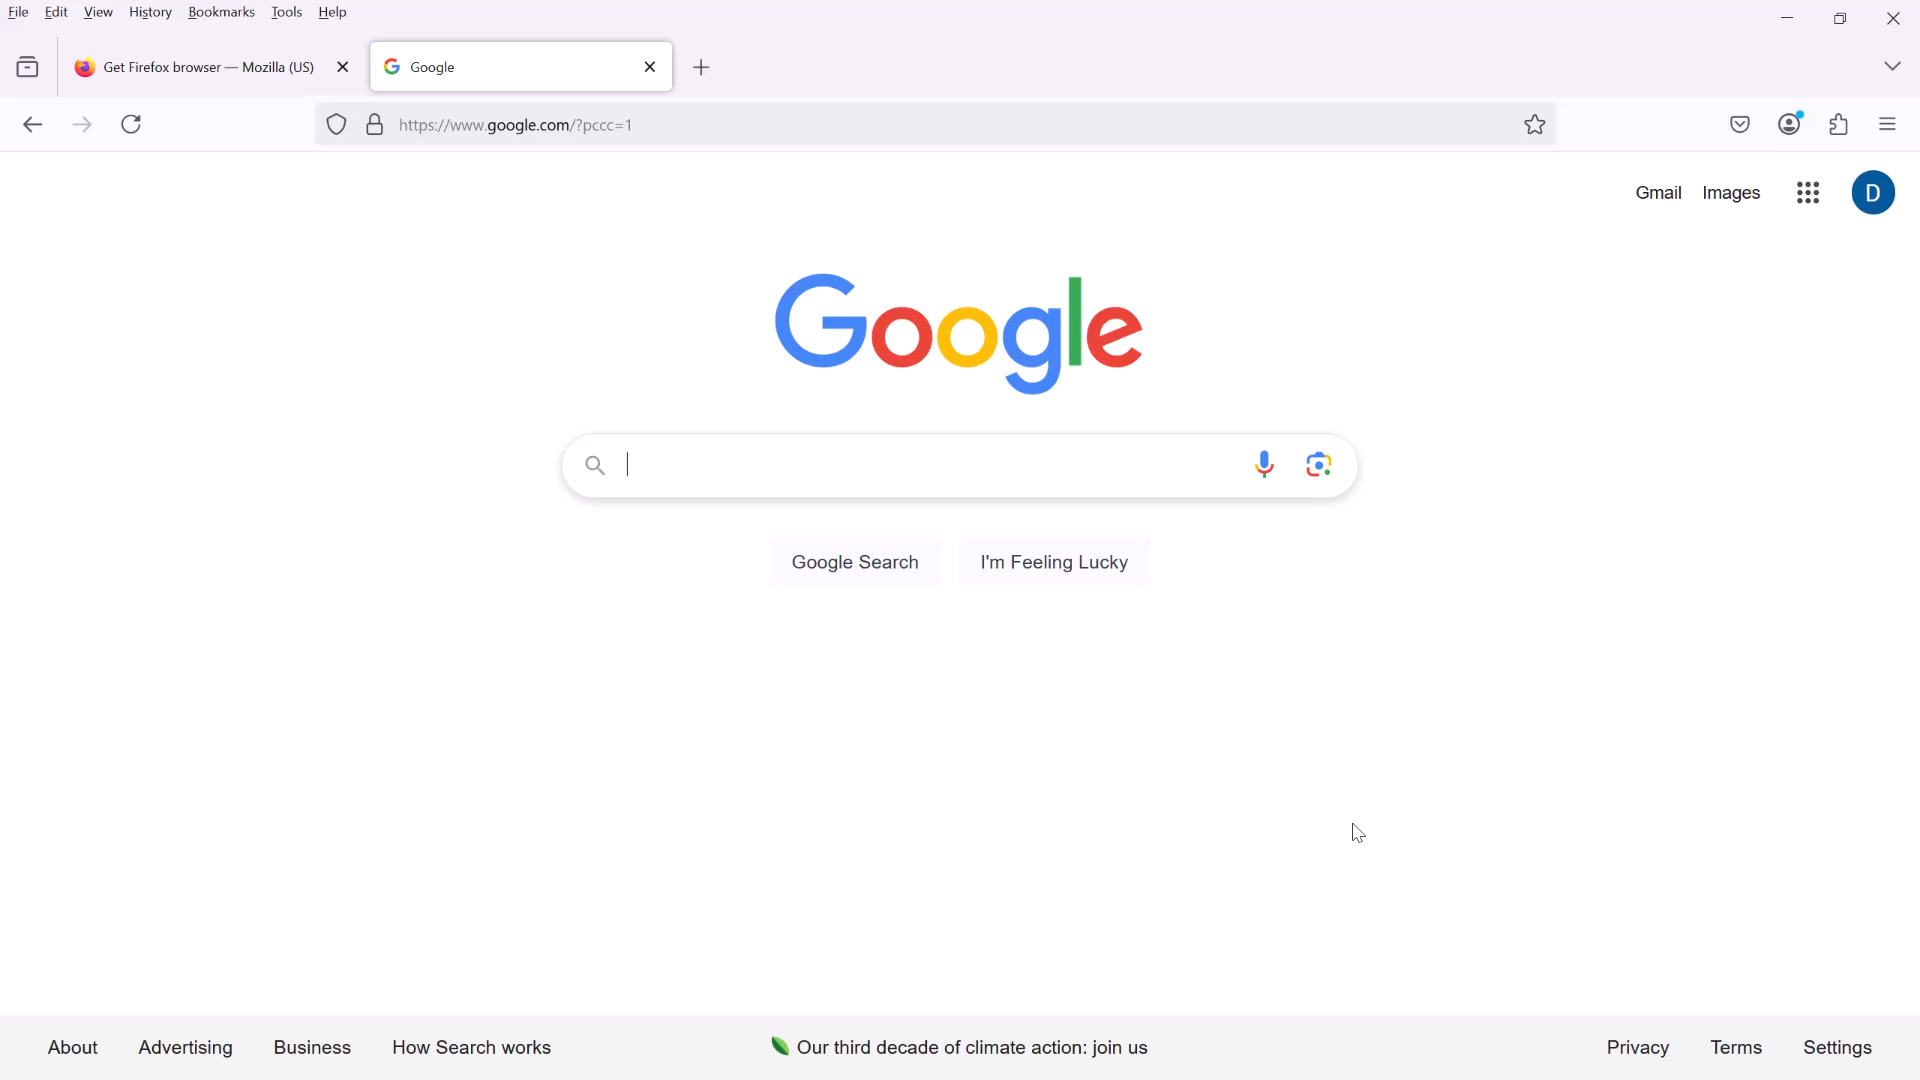 File Edit View History Bookmarks Tools Help
Get Firefox browser — Mozilla (US) Google
https://www.google.com/?pccc=1
Gmail Images D
Google
Google Search I'm Feeling Lucky
About Advertising Business How Search works Our third decade of climate action: join us Privacy Terms Settings